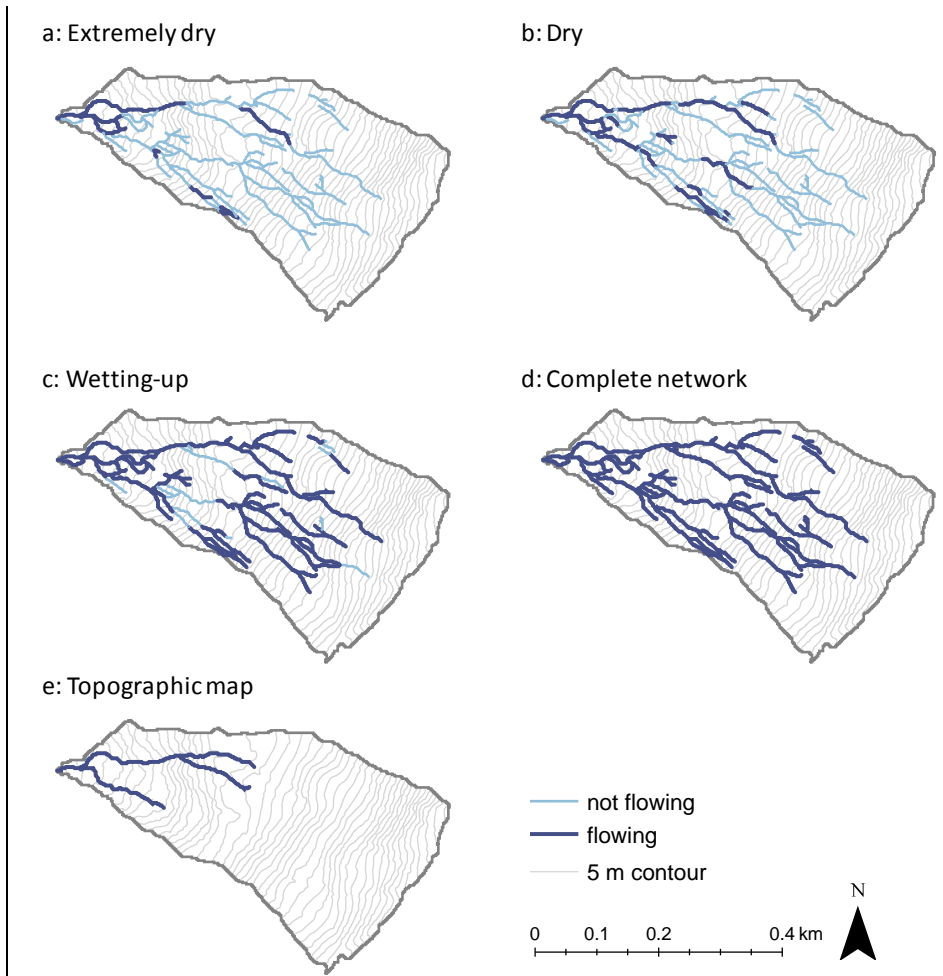 a: Extremely dry
b: Dry
c: Wetting-up
d: Complete network
e: Topographic map
not flowing
flowing
5 m contour
N
0 0.1 0.2 0.4 km